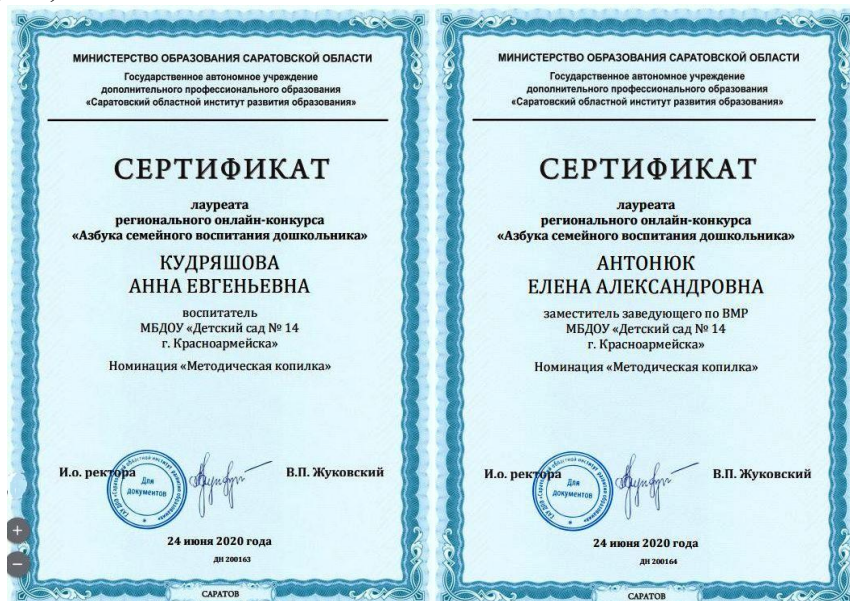 МИНИСТЕРСТВО ОБРАЗОВАНИЯ САРАТОВСКОЙ ОБЛАСТИ
Государственное автономное учреждение
дополнительного профессионального образования
«Саратовский областной институт развития образования»
СЕРТИФИКАТ
лауреата
регионального онлайн-конкурса
«Азбука семейного воспитания дошкольника»
КУДРЯШОВА
АННА ЕВГЕНЬЕВНА
воспитатель
МБДОУ «Детский сад № 14
г. Красноармейска»
Номинация «Методическая копилка»
И.о. ректора
Для
документов
В.П. Жуковский
24 июня 2020 года
ДН 200163
САРАТОВ
МИНИСТЕРСТВО ОБРАЗОВАНИЯ САРАТОВСКОЙ ОБЛАСТИ
Государственное автономное учреждение
дополнительного профессионального образования
«Саратовский областной институт развития образования»
СЕРТИФИКАТ
лауреата
регионального онлайн-конкурса
«Азбука семейного воспитания дошкольника»
АНТОНЮК
ЕЛЕНА АЛЕКСАНДРОВНА
заместитель заведующего по ВМР
МБДОУ «Детский сад № 14
г. Красноармейска»
Номинация «Методическая копилка»
И.о. ректора
Для
документов
В.П. Жуковский
24 июня 2020 года
ДН 200164
САРАТОВ